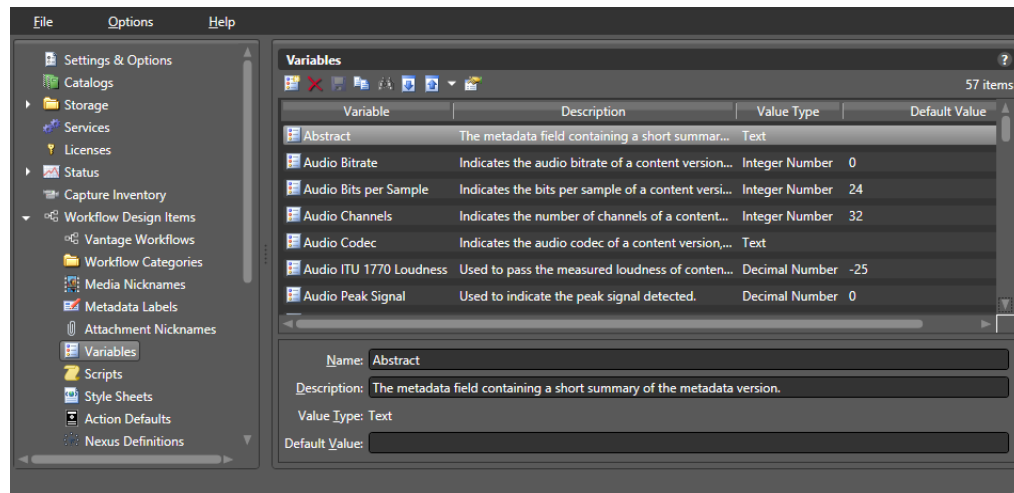 File Options Help
Settings & Options
Catalogs
Storage
Services
Licenses
Status
Capture Inventory
Workflow Design Items
Vantage Workflows
Workflow Categories
Media Nicknames
Metadata Labels
Attachment Nicknames
Variables
Scripts
Style Sheets
Action Defaults
Nexus Definitions
Variables ?
57 items
Variable Description Value Type Default Value
Abstract The metadata field containing a short summar... Text
Audio Bitrate Indicates the audio bitrate of a content version... Integer Number 0
Audio Bits per Sample Indicates the bits per sample of a content versi... Integer Number 24
Audio Channels Indicates the number of channels of a content... Integer Number 32
Audio Codec Indicates the audio codec of a content version,... Text
Audio ITU 1770 Loudness Used to pass the measured loudness of conten... Decimal Number -25
Audio Peak Signal Used to indicate the peak signal detected. Decimal Number 0
Name: Abstract
Description: The metadata field containing a short summary of the metadata version.
Value Type: Text
Default Value: